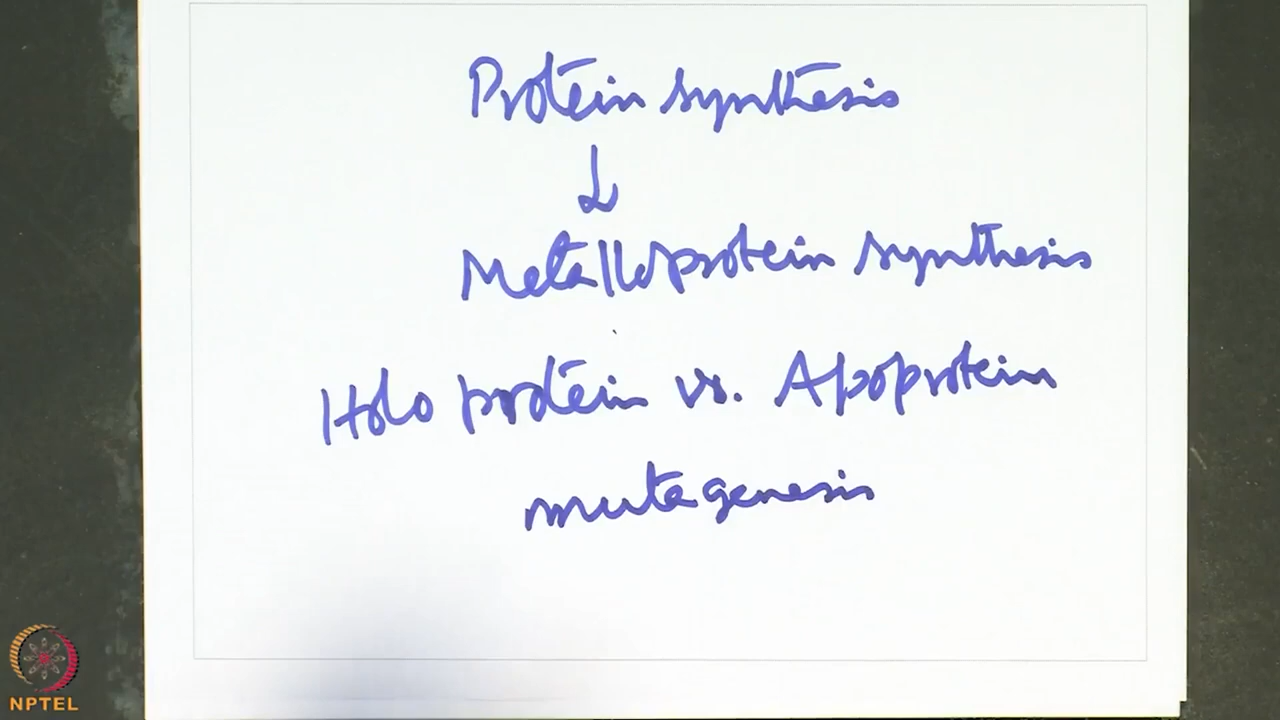 Protein synthesis
↓
Metalloprotein synthesis
Holo protein vs. Apoprotein
mutagenesis
NPTEL